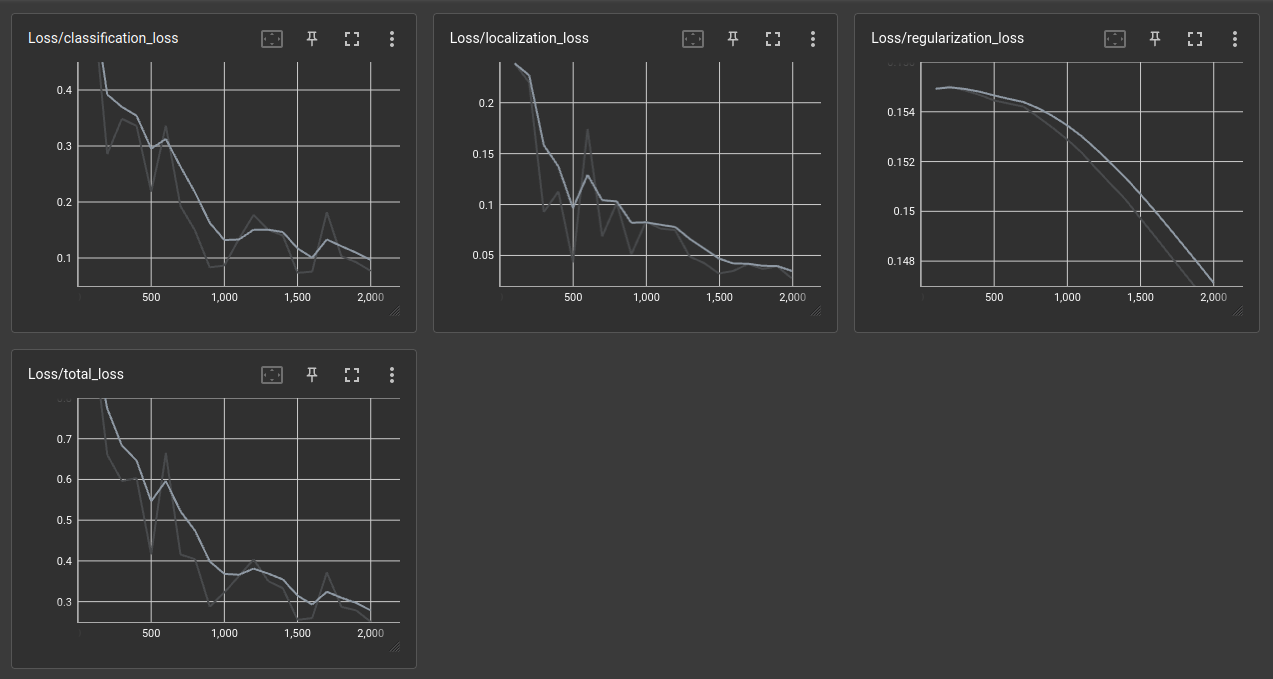 Loss/classification_loss
0.4
0.3
0.2
0.1
500 1,000 1,500 2,000
Loss/localization_loss
0.2
0.15
0.1
0.05
500 1,000 1,500 2,000
Loss/regularization_loss
0.154
0.152
0.15
0.148
500 1,000 1,500 2,000
Loss/total_loss
0.7
0.6
0.5
0.4
0.3
500 1,000 1,500 2,000